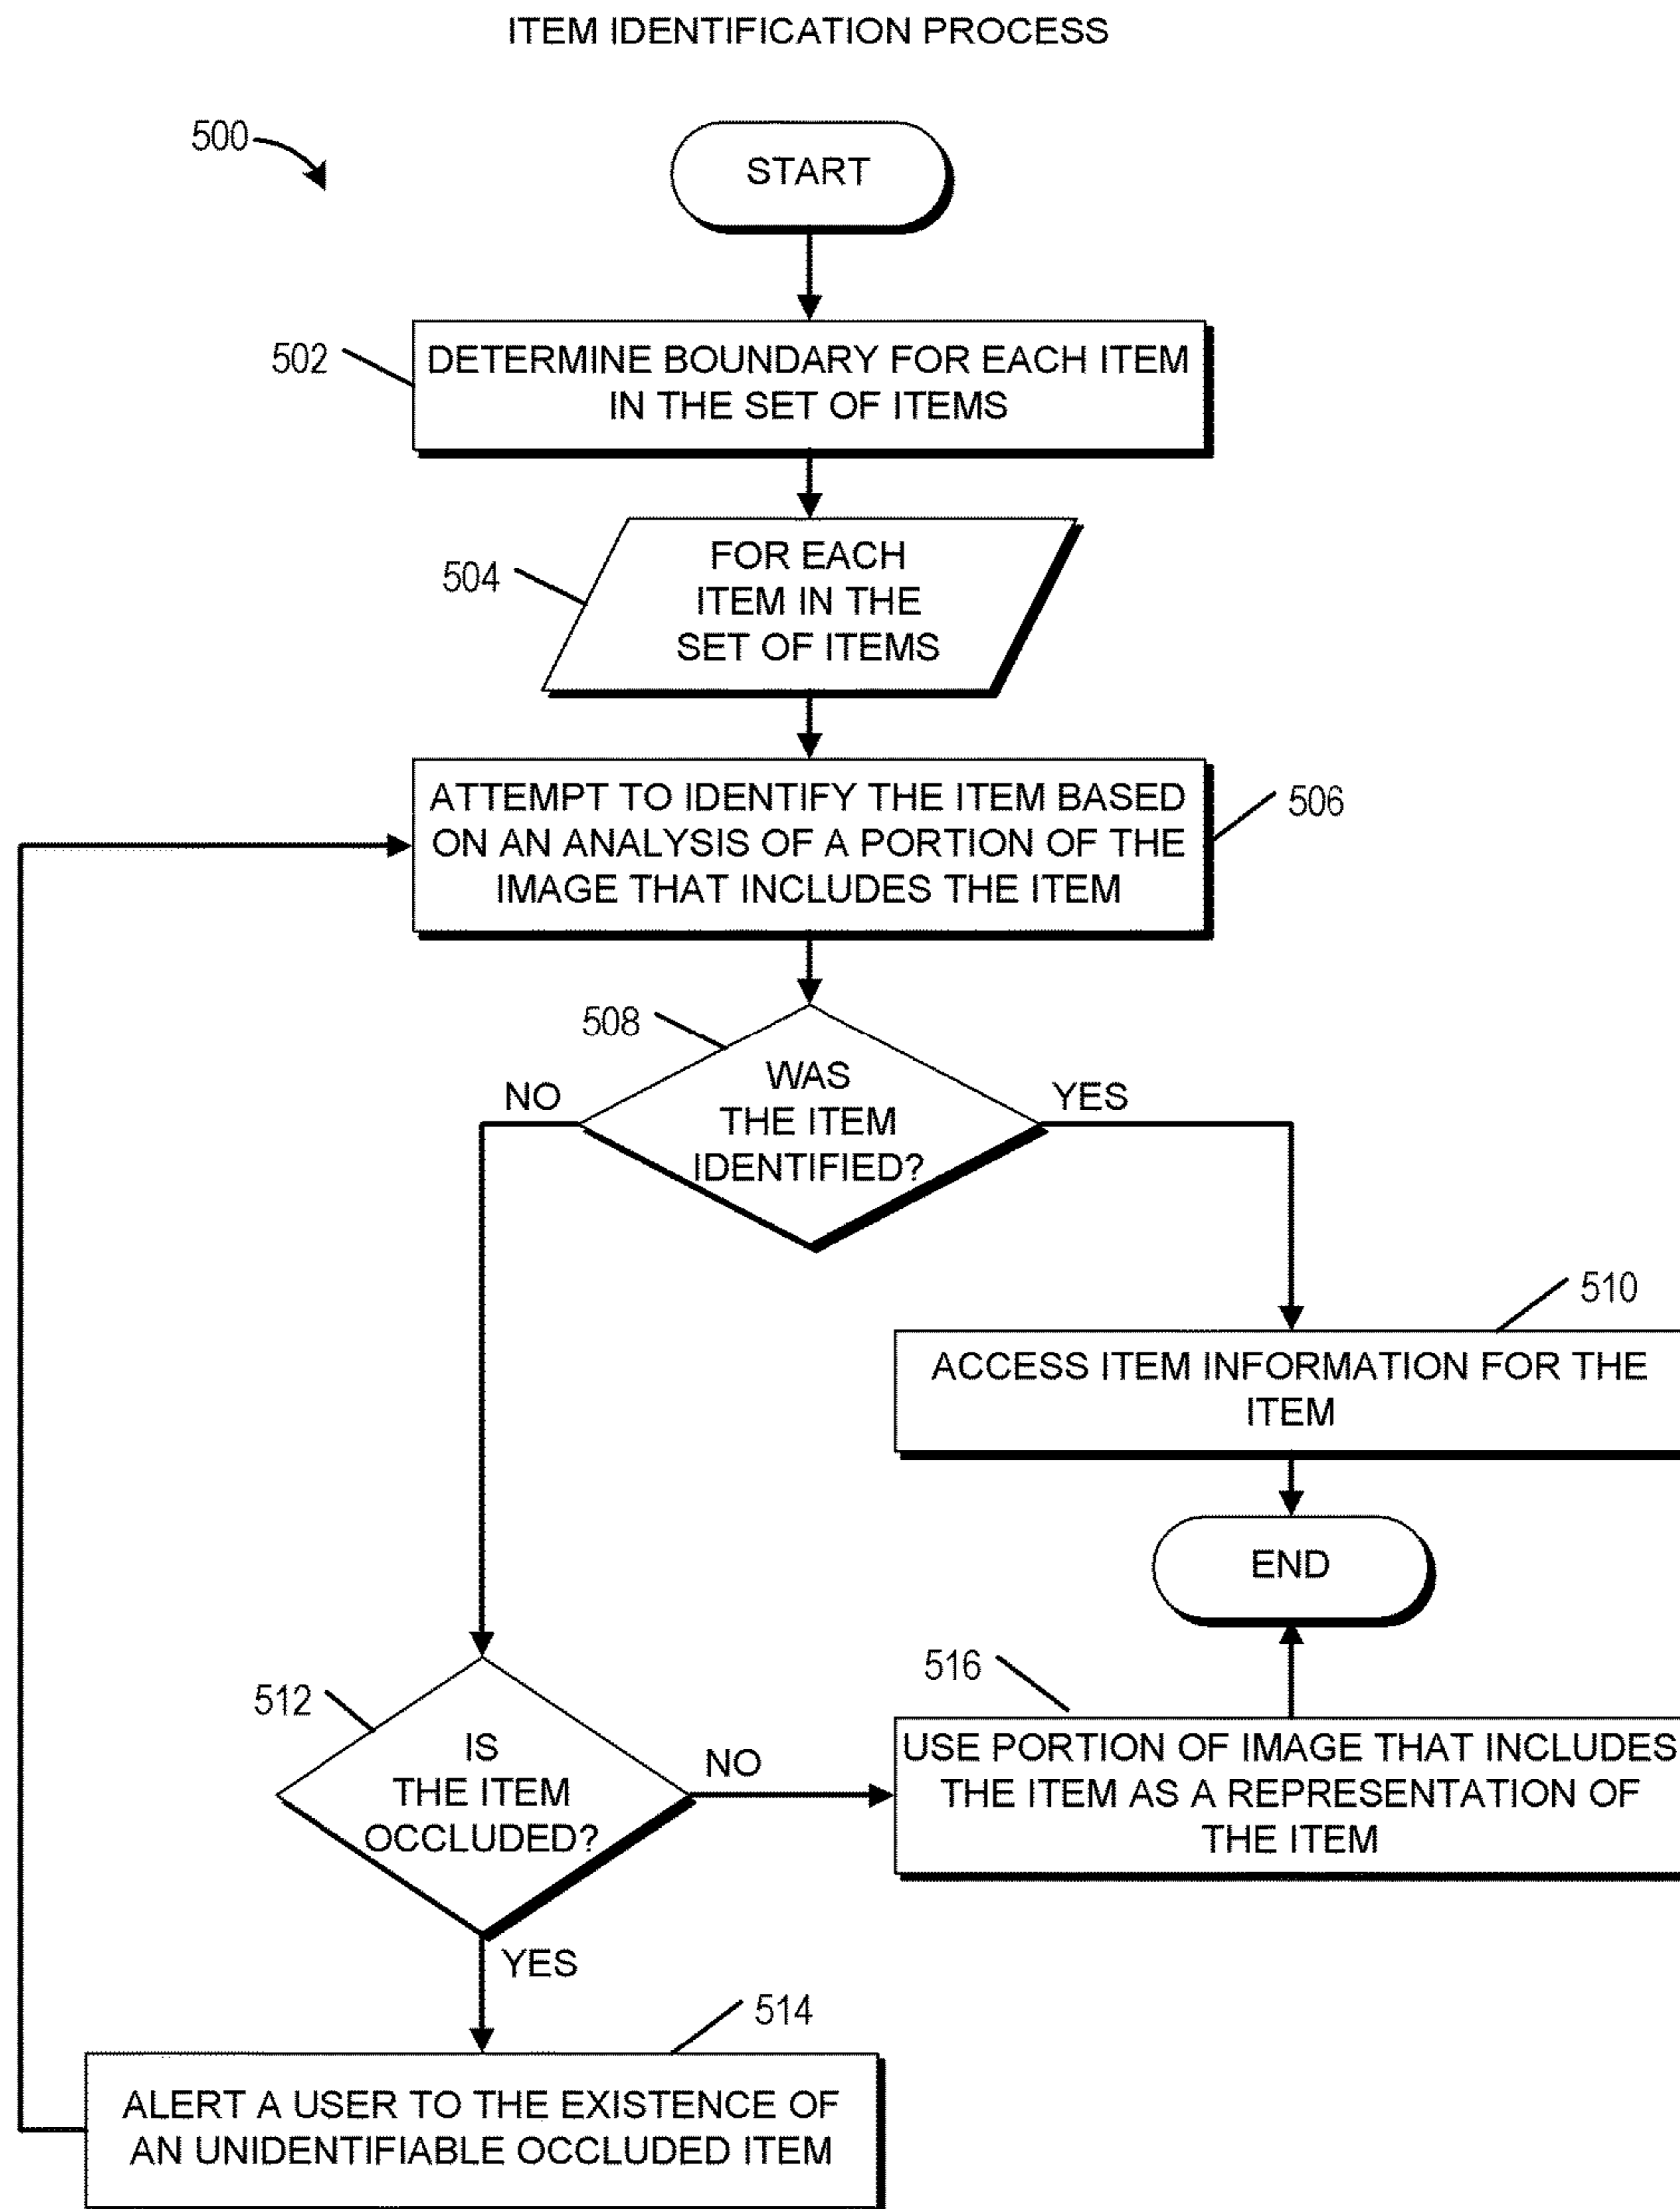 ITEM IDENTIFICATION PROCESS
500
START
502
DETERMINE BOUNDARY FOR EACH ITEM
IN THE SET OF ITEMS
504
FOR EACH
ITEM IN THE
SET OF ITEMS
506
ATTEMPT TO IDENTIFY THE ITEM BASED
ON AN ANALYSIS OF A PORTION OF THE
IMAGE THAT INCLUDES THE ITEM
508
WAS
THE ITEM
IDENTIFIED?
NO
YES
510
ACCESS ITEM INFORMATION FOR THE
ITEM
END
512
IS
THE ITEM
OCCLUDED?
NO
516
USE PORTION OF IMAGE THAT INCLUDES
THE ITEM AS A REPRESENTATION OF
THE ITEM
YES
514
ALERT A USER TO THE EXISTENCE OF
AN UNIDENTIFIABLE OCCLUDED ITEM